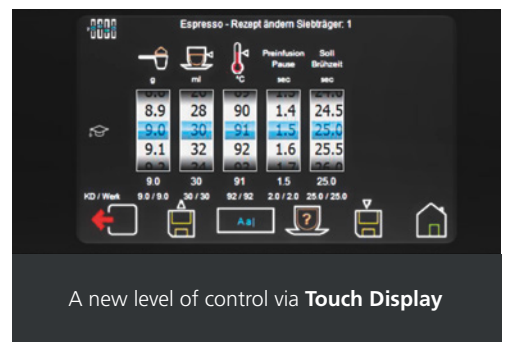 Espresso - Rezept ändern Siebträger: 1
Preinfusion Soll
Pause Brühzeit
g ml °C sec sec
8.9 28 90 1.4 24.5
9.0 30 91 1.5 25.0
9.1 32 92 1.6 25.5
9.0 30 91 1.5 25.0
KD / Werk 9.0 / 9.0 30 / 30 92 / 92 2.0 / 2.0 25.0 / 25.0
Aa|
?
A new level of control via Touch Display